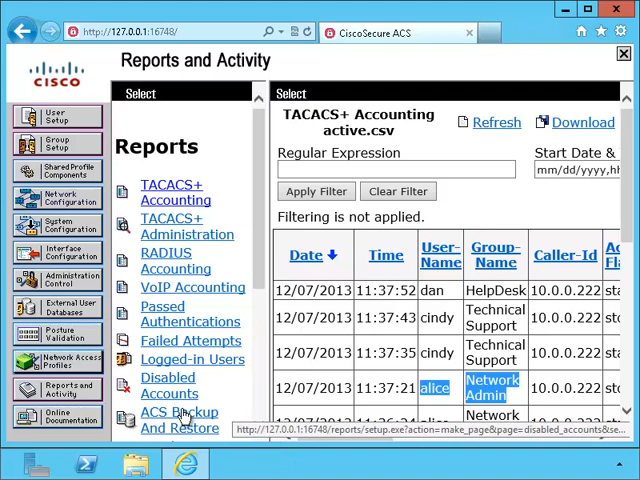 http://127.0.0.1:16748/
CiscoSecure ACS
Reports and Activity
CISCO
User Setup
Group Setup
Shared Profile Components
Network Configuration
System Configuration
Interface Configuration
Administration Control
External User Databases
Posture Validation
Network Access Profiles
Reports and Activity
Online Documentation
Select
Reports
TACACS+
Accounting
TACACS+
Administration
RADIUS
Accounting
VoIP Accounting
Passed
Authentications
Failed Attempts
Logged-in Users
Disabled
Accounts
ACS Backup
And Restore
Select
TACACS+ Accounting
active.csv
Refresh
Download
Regular Expression
Start Date &
mm/dd/yyyy,hh
Apply Filter
Clear Filter
Filtering is not applied.
Date Time User-Name Group-Name Caller-Id
12/07/2013 11:37:52 dan HelpDesk 10.0.0.222
12/07/2013 11:37:43 cindy Technical Support 10.0.0.222
12/07/2013 11:37:35 cindy Technical Support 10.0.0.222
12/07/2013 11:37:21 alice Network Admin 10.0.0.222
Network
http://127.0.0.1:16748/reports/setup.exe?action=make_page&page=disabled_accounts&se...